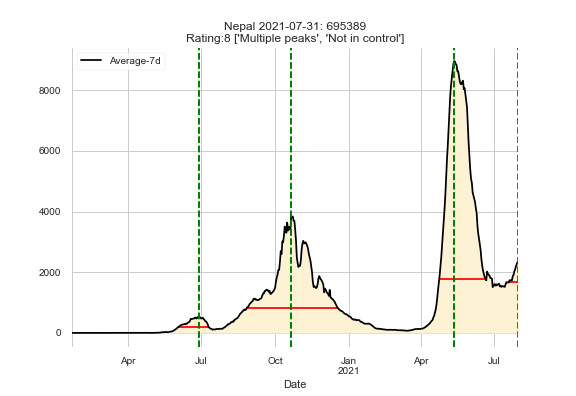 Nepal 2021-07-31: 695389
Rating:8 ['Multiple peaks', 'Not in control']
Average-7d
8000
6000
4000
2000
0
Apr
Jul
Oct
Jan
2021
Apr
Jul
Date